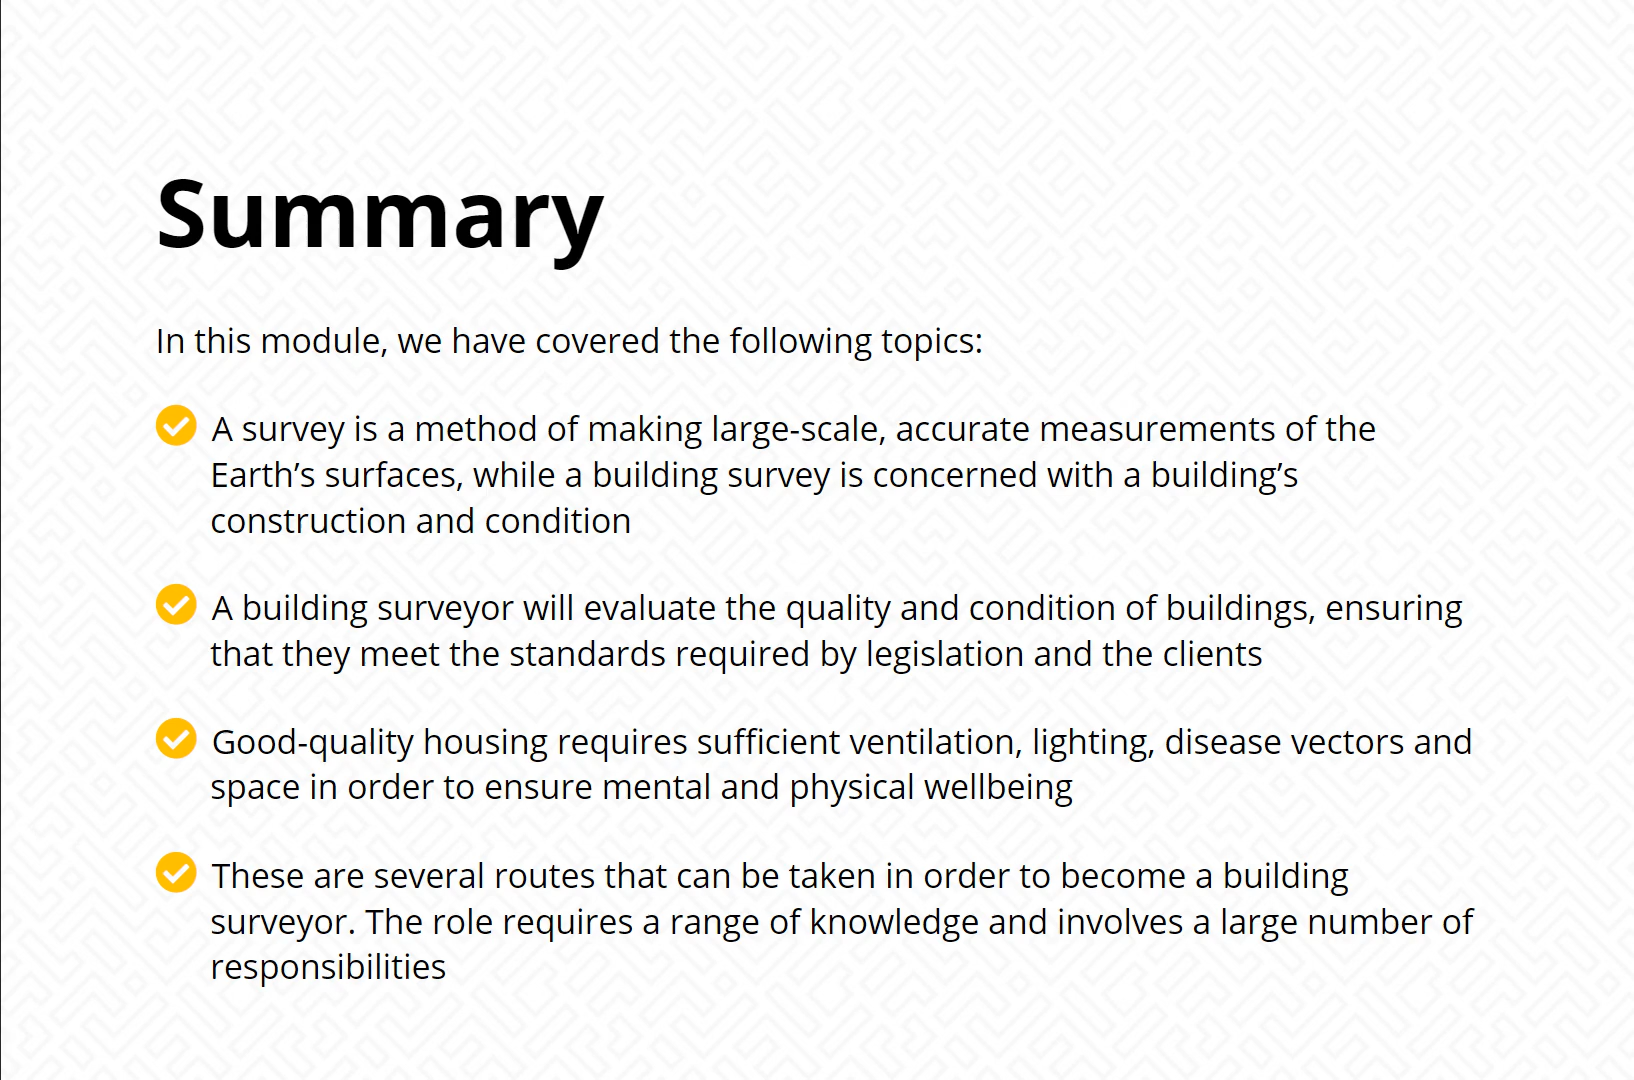 Summary
In this module, we have covered the following topics:
A survey is a method of making large-scale, accurate measurements of the
Earth’s surfaces, while a building survey is concerned with a building’s
construction and condition
A building surveyor will evaluate the quality and condition of buildings, ensuring
that they meet the standards required by legislation and the clients
Good-quality housing requires sufficient ventilation, lighting, disease vectors and
space in order to ensure mental and physical wellbeing
These are several routes that can be taken in order to become a building
surveyor. The role requires a range of knowledge and involves a large number of
responsibilities